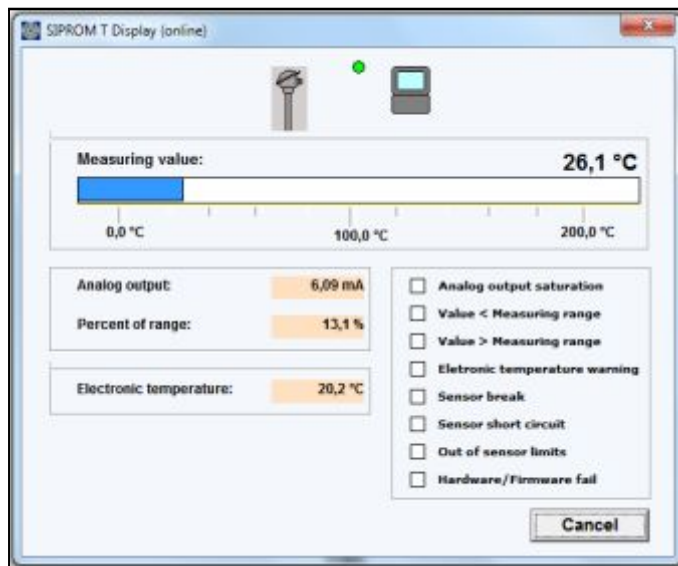 SIPROM T Display (online)
Measuring value:
26,1 °C
0,0 °C
100,0 °C
200,0 °C
Analog output:
6,09 mA
Percent of range:
13,1 %
Electronic temperature:
20,2 °C
Analog output saturation
Value < Measuring range
Value > Measuring range
Eletronic temperature warning
Sensor break
Sensor short circuit
Out of sensor limits
Hardware/Firmware fail
Cancel